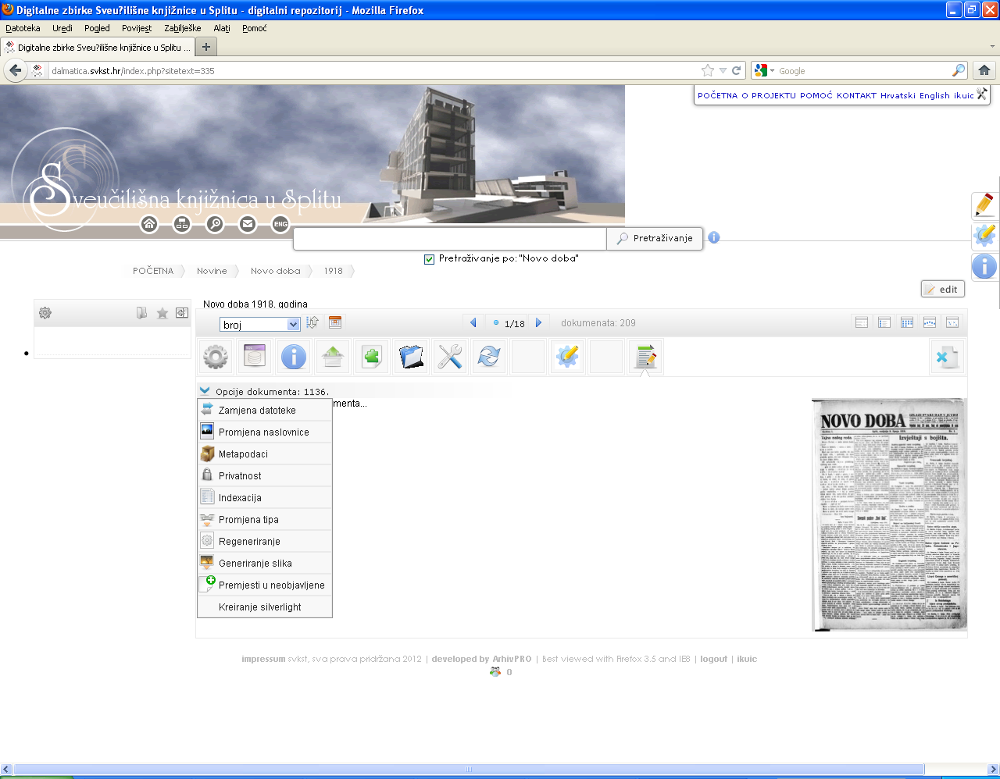 Digitalne zbirke Sveu?ilišne knjižnice u Splitu - digitalni repozitorij - Mozilla Firefox
Datoteka Uredi Pogled Povijest Zabilješke Alati Pomoć
Digitalne zbirke Sveu?ilišne knjižnice u Splitu ...
dalmatica.svkst.hr/index.php?sitetext=335
Google
POČETNA O PROJEKTU POMOĆ KONTAKT Hrvatski English ikuic
Sveučilišna knjižnica u Splitu
ENG
Pretraživanje
Pretraživanje po: "Novo doba"
POČETNA Novine Novo doba 1918
edit
Novo doba 1918. godina
broj
1/18
dokumenata: 209
Opcije dokumenta: 1136.
menta...
Zamjena datoteke
Promjena naslovnice
Metapodaci
Privatnost
Indexacija
Promjena tipa
Regeneriranje
Generiranje slika
Premjesti u neobjavljene
Kreiranje silverlight
NOVO DOBA
Izvještaji s bojišta.
impressum svkst, sva prava pridržana 2012 | developed by ArhivPRO | Best viewed with Firefox 3.5 and IE8 | logout | ikuic
0